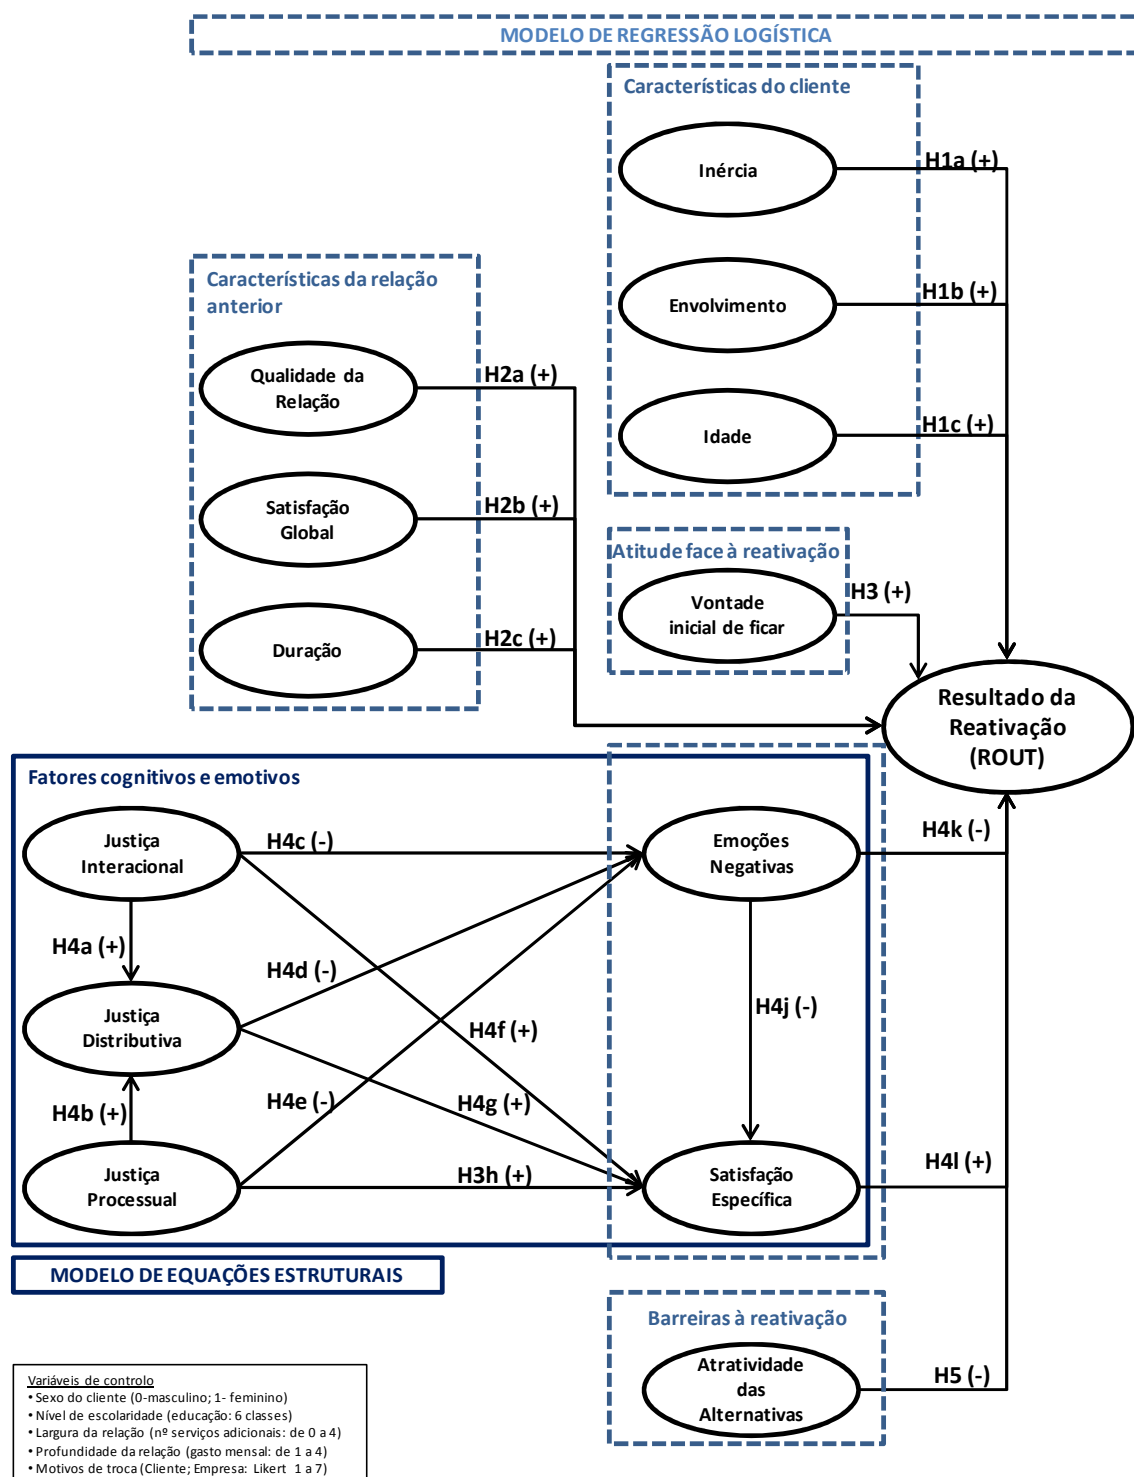 MODELO DE REGRESSÃO LOGÍSTICA
Características do cliente
Inércia
H1a (+)
Envolvimento
H1b (+)
Idade
H1c (+)
Características da relação
anterior
Qualidade da
Relação
H2a (+)
Satisfação
Global
H2b (+)
Duração
H2c (+)
Atitude face à reativação
Vontade
inicial de ficar
H3 (+)
Resultado da
Reativação
(ROUT)
Fatores cognitivos e emotivos
Justiça
Interacional
H4c (-)
Emoções
Negativas
H4k (-)
H4a (+)
H4d (-)
Justiça
Distributiva
H4f (+)
H4j (-)
H4b (+)
H4e (-)
H4g (+)
Justiça
Processual
H3h (+)
Satisfação
Específica
H4l (+)
MODELO DE EQUAÇÕES ESTRUTURAIS
Barreiras à reativação
Atratividade
das
Alternativas
H5 (-)
Variáveis de controlo
• Sexo do cliente (0-masculino; 1- feminino)
• Nível de escolaridade (educação: 6 classes)
• Largura da relação (nº serviços adicionais: de 0 a 4)
• Profundidade da relação (gasto mensal: de 1 a 4)
• Motivos de troca (Cliente; Empresa: Likert 1 a 7)